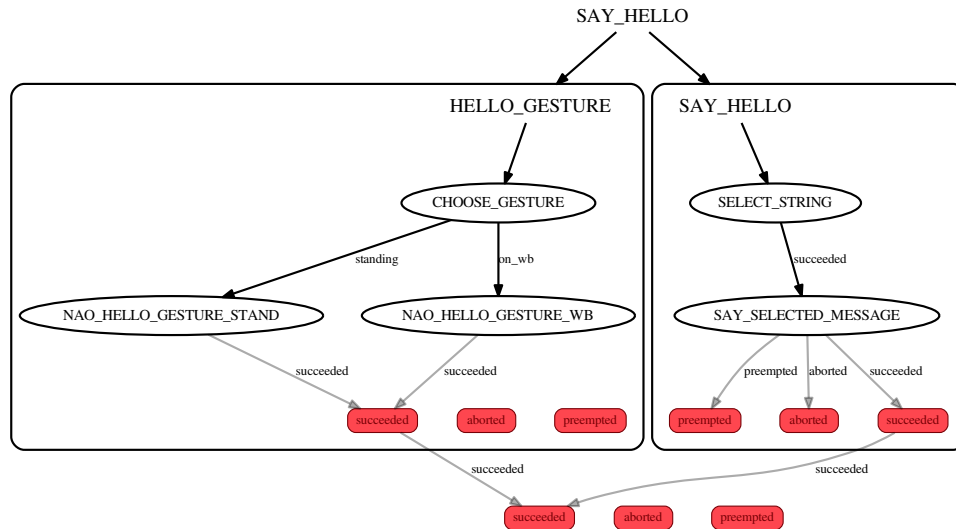 SAY_HELLO
HELLO_GESTURE
SAY_HELLO
CHOOSE_GESTURE
SELECT_STRING
standing
on_wb
succeeded
NAO_HELLO_GESTURE_STAND
NAO_HELLO_GESTURE_WB
SAY_SELECTED_MESSAGE
succeeded
succeeded
preempted
aborted
succeeded
succeeded
aborted
preempted
preempted
aborted
succeeded
succeeded
succeeded
succeeded
aborted
preempted